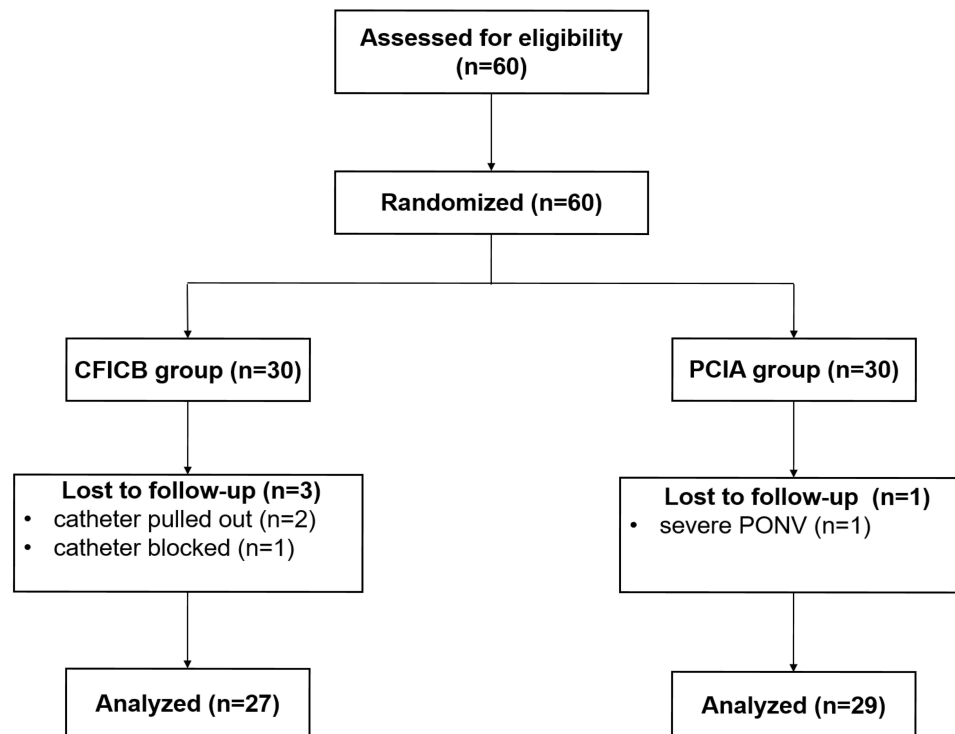 Assessed for eligibility
(n=60)
Randomized (n=60)
CFICB group (n=30)
PCIA group (n=30)
Lost to follow-up (n=3)
• catheter pulled out (n=2)
• catheter blocked (n=1)
Lost to follow-up (n=1)
• severe PONV (n=1)
Analyzed (n=27)
Analyzed (n=29)